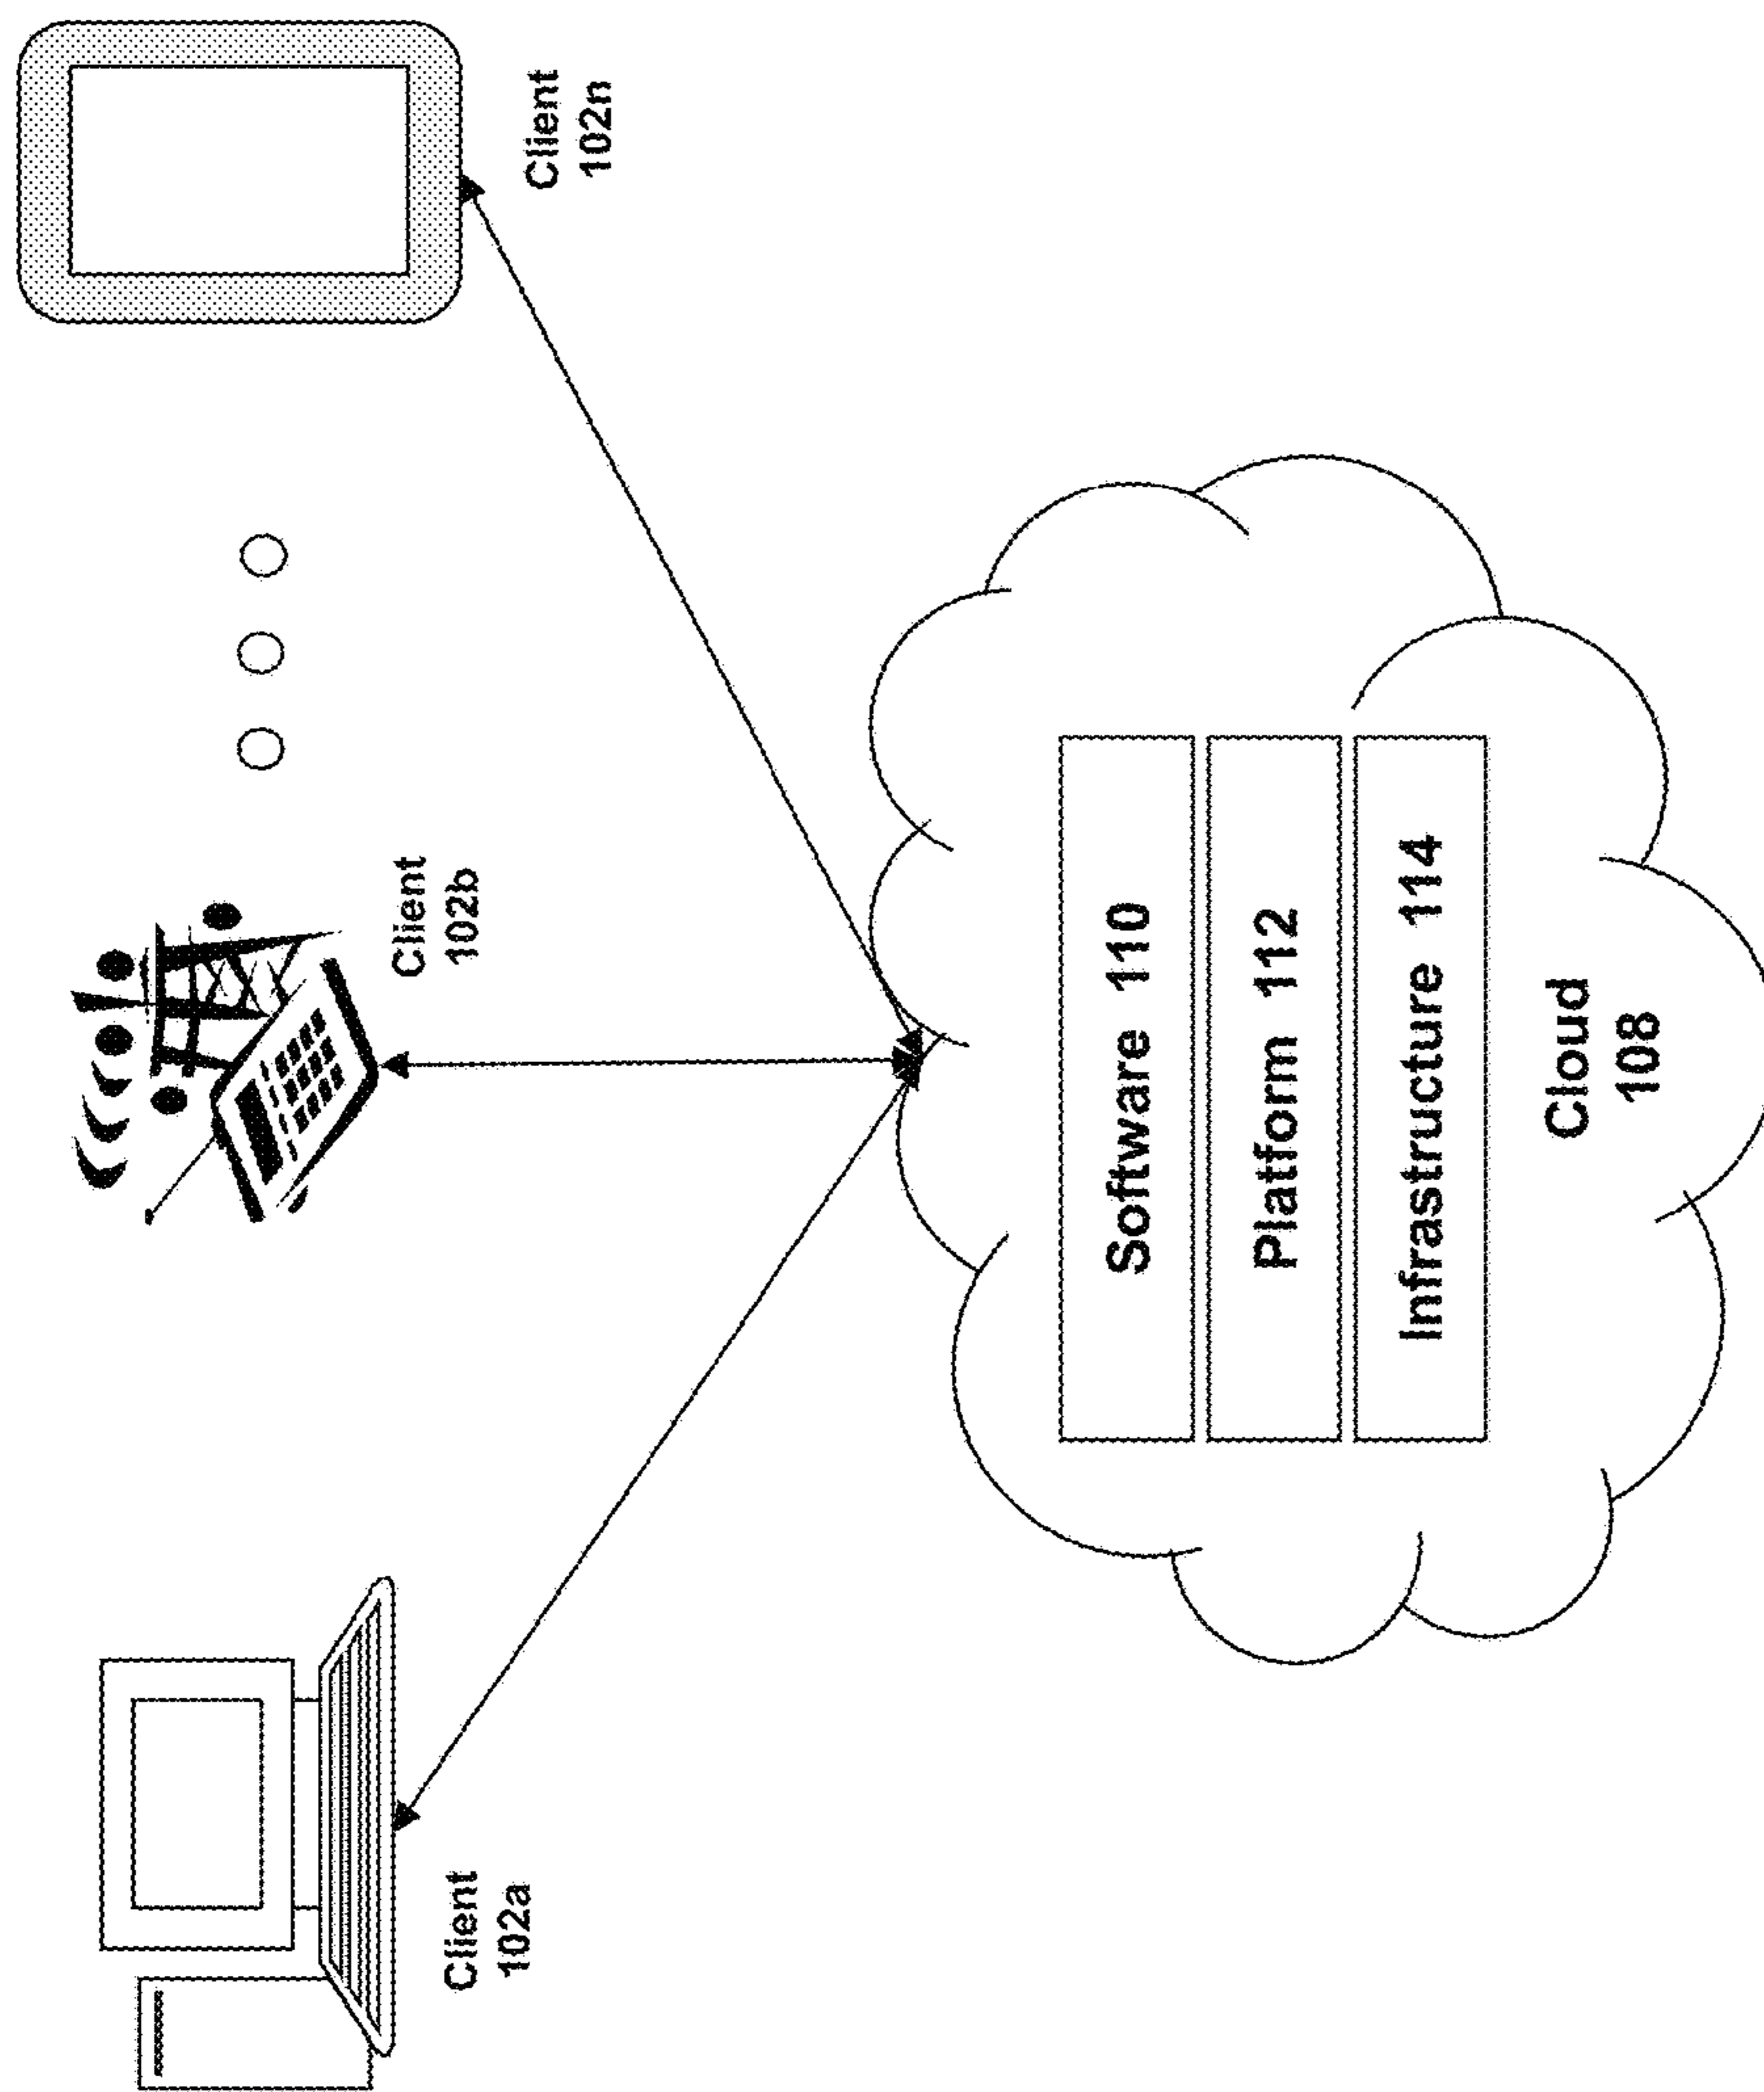 Client
102a
Client
102b
Client
102n
Software 110
Platform 112
Infrastructure 114
Cloud
108